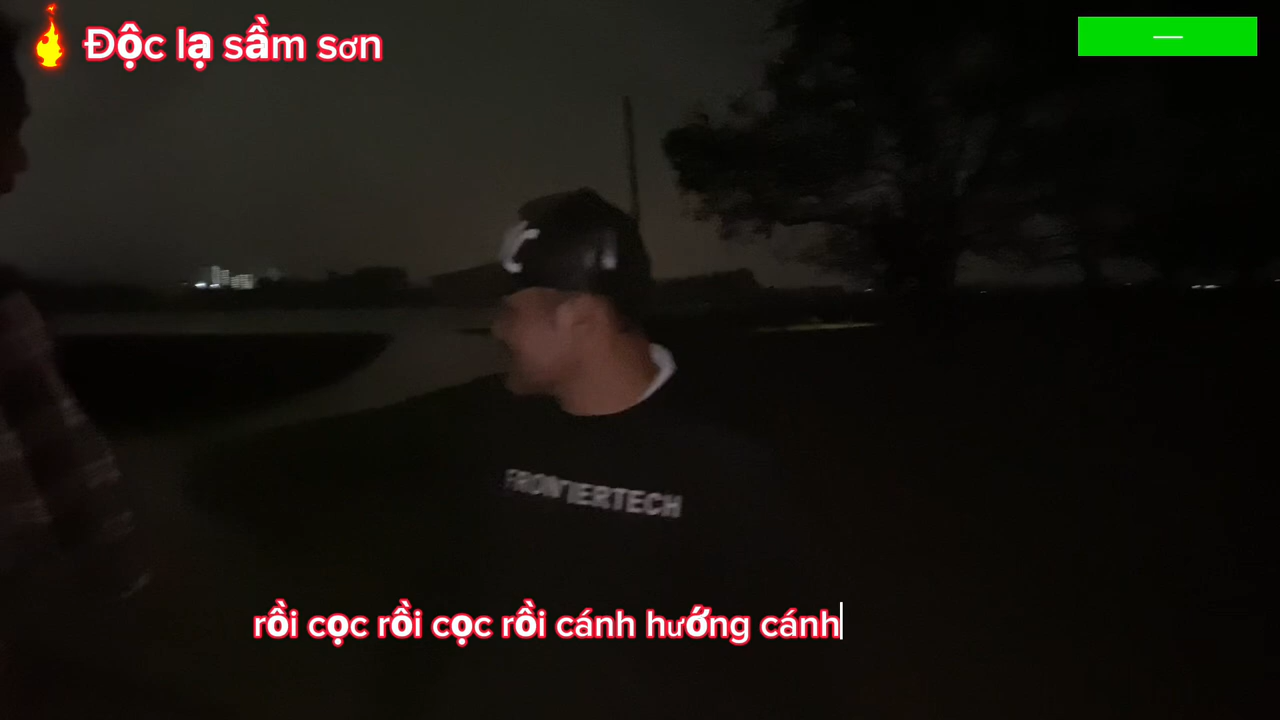 Độc lạ sầm sơn
FRONTIERTECH
rồi cọc rồi cọc rồi cánh hướng cánh